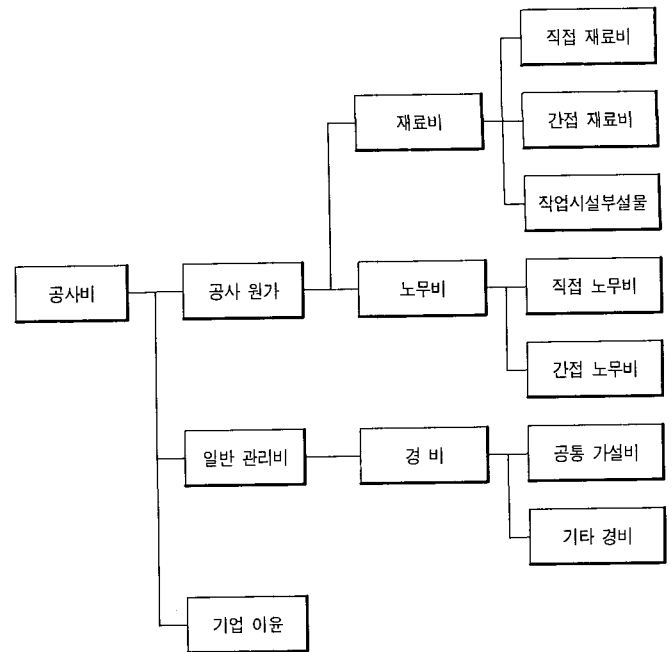 직접 재료비
재료비
간접 재료비
작업시설부설물
공사비
공사 원가
노무비
직접 노무비
간접 노무비
일반 관리비
경 비
공통 가설비
기타 경비
기업 이윤